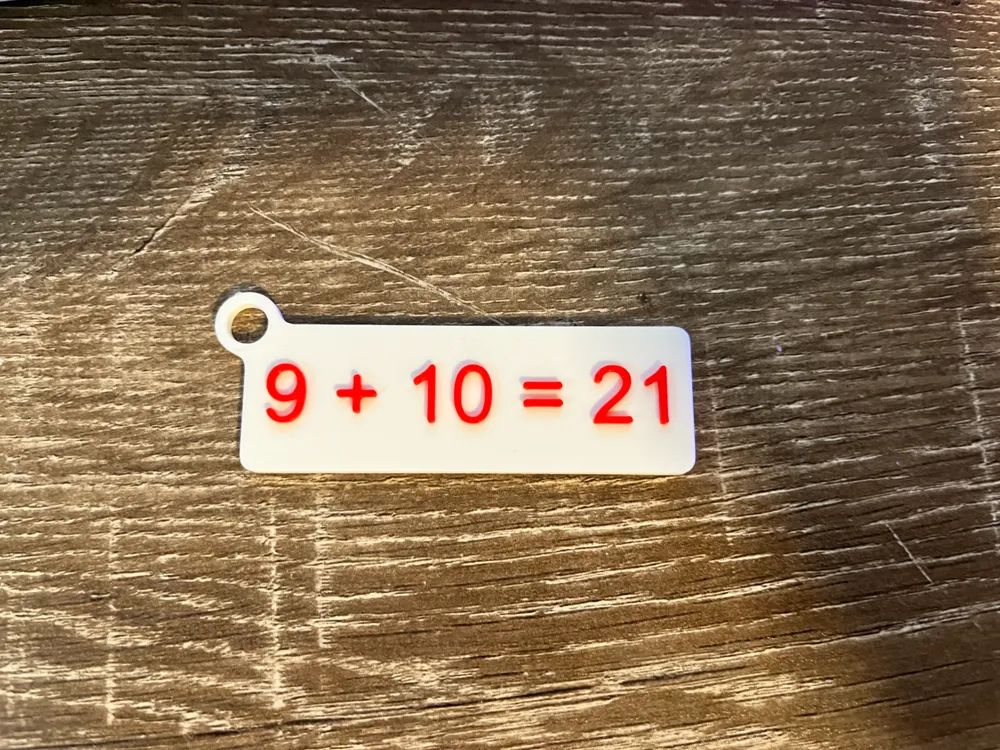 9 + 10 = 21